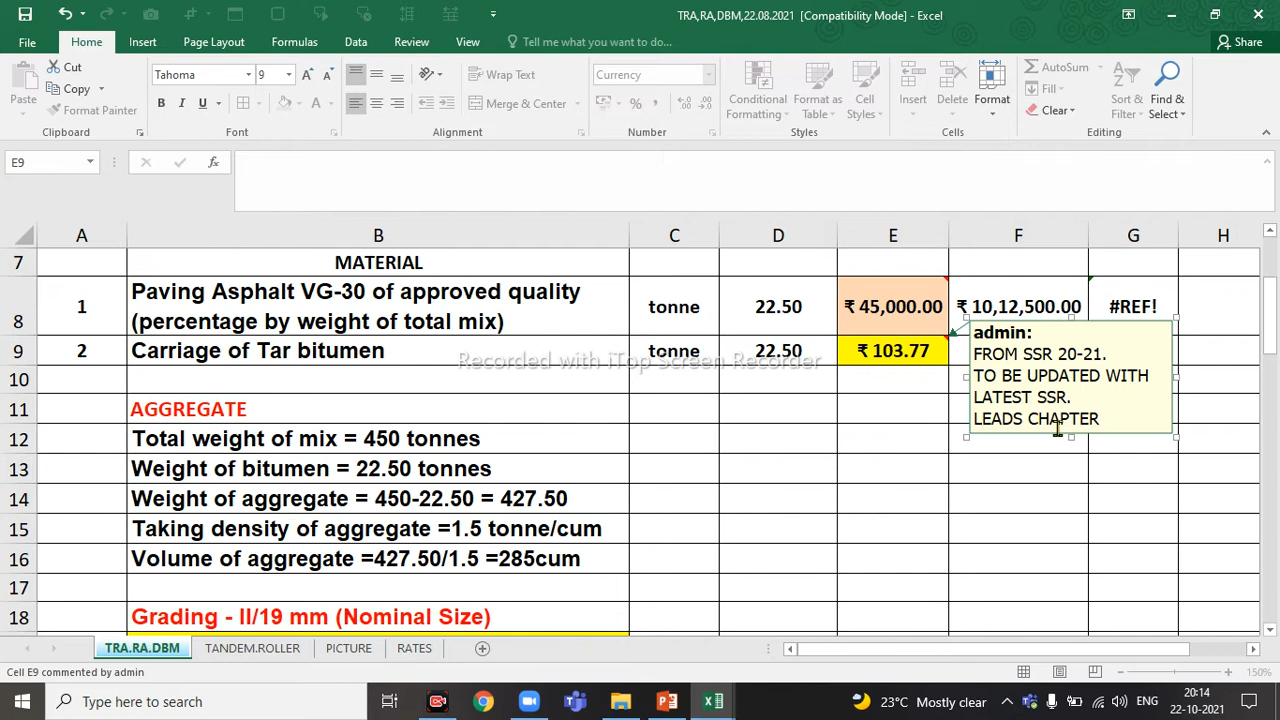 TRA,RA,DBM,22.08.2021 [Compatibility Mode] - Excel
File Home Insert Page Layout Formulas Data Review View Tell me what you want to do... Share
Paste Cut Copy Format Painter Clipboard
Tahoma 9 B I U A Font
Wrap Text Merge & Center Alignment
Currency % , Number
Conditional Formatting Format as Table Cell Styles Styles
Insert Delete Format Cells
AutoSum Fill Clear Sort & Filter Find & Select Editing
E9 fx
A B C D E F G H
7 MATERIAL
8 1 Paving Asphalt VG-30 of approved quality
(percentage by weight of total mix) tonne 22.50 ₹ 45,000.00 ₹ 10,12,500.00 #REF!
9 2 Carriage of Tar bitumen tonne 22.50 ₹ 103.77
admin:
FROM SSR 20-21.
TO BE UPDATED WITH
LATEST SSR.
LEADS CHAPTER
Recorded with iTop Screen Recorder
10
11 AGGREGATE
12 Total weight of mix = 450 tonnes
13 Weight of bitumen = 22.50 tonnes
14 Weight of aggregate = 450-22.50 = 427.50
15 Taking density of aggregate =1.5 tonne/cum
16 Volume of aggregate =427.50/1.5 =285cum
17
18 Grading - II/19 mm (Nominal Size)
TRA.RA.DBM TANDEM.ROLLER PICTURE RATES
Cell E9 commented by admin 150%
Type here to search 23°C Mostly clear ENG 20:14
22-10-2021